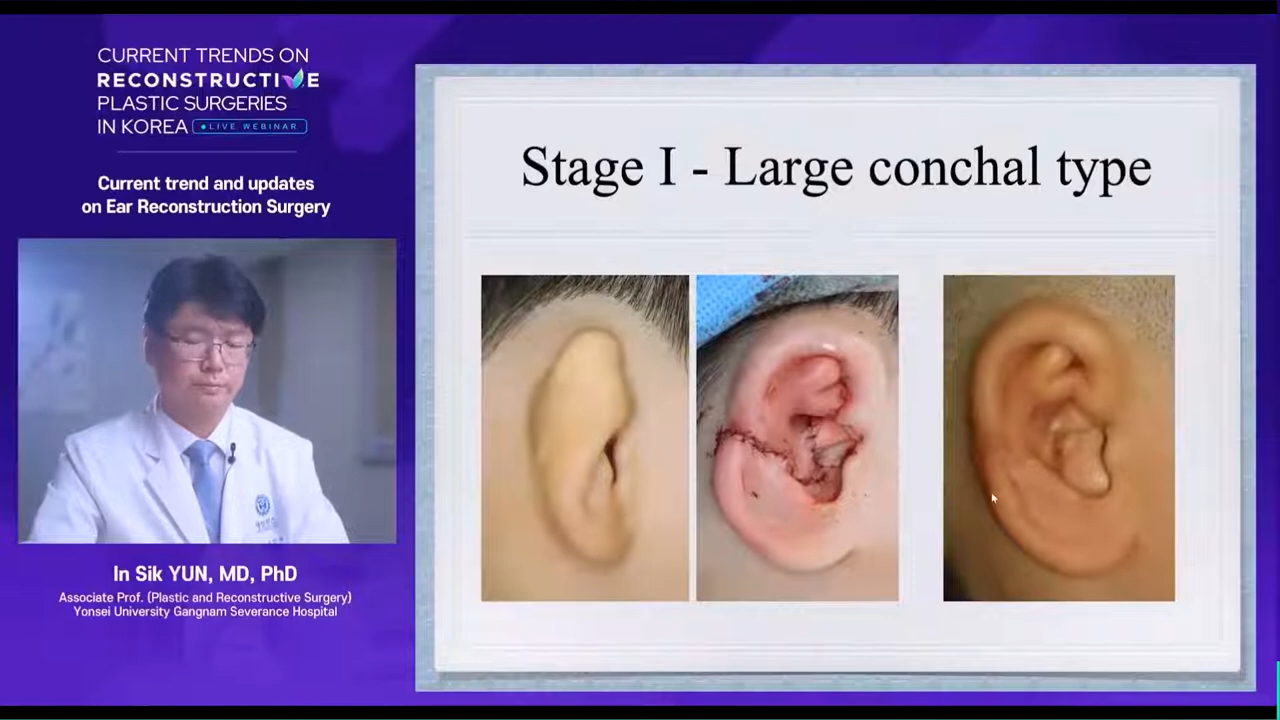 CURRENT TRENDS ON
RECONSTRUCTIVE
PLASTIC SURGERIES
IN KOREA LIVE WEBINAR
Current trend and updates
on Ear Reconstruction Surgery
In Sik YUN, MD, PhD
Associate Prof. (Plastic and Reconstructive Surgery)
Yonsei University Gangnam Severance Hospital
Stage I - Large conchal type